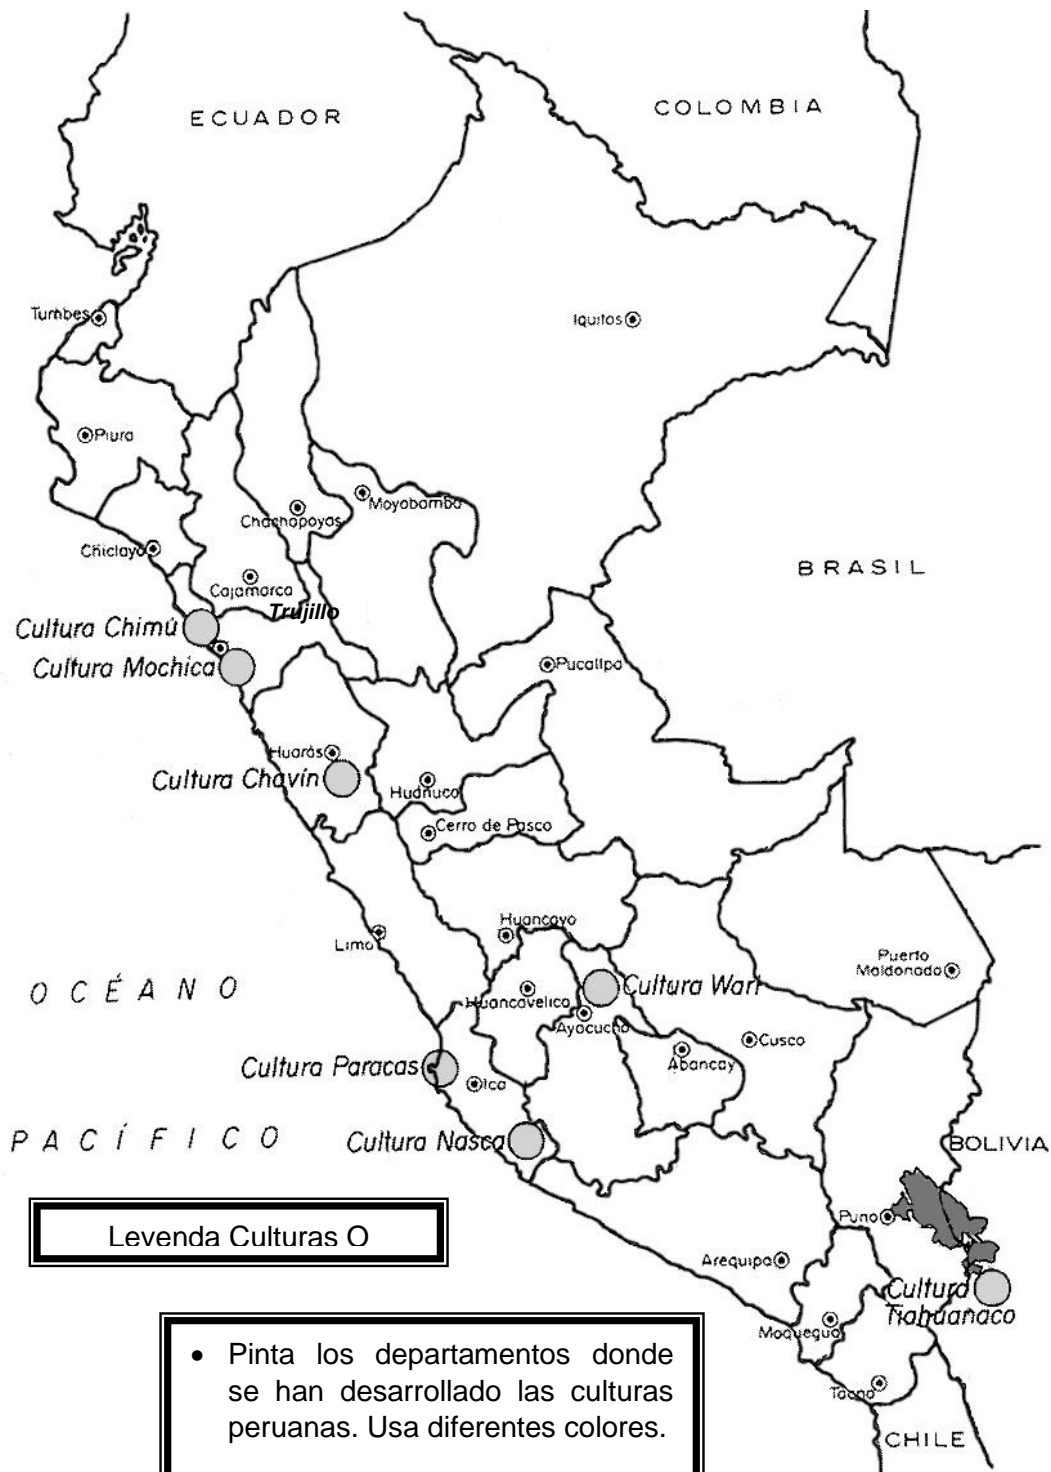 ECUADOR
COLOMBIA
Tumbes
Iquitos
Piura
Moyobamba
Chachapoyas
Chiclayo
BRASIL
Cajamarca
Trujillo
Cultura Chimú
Cultura Mochica
Pucallpa
Huarás
Cultura Chavín
Huánuco
Cerro de Pasco
Huancayo
Lima
Puerto
Maldonado
OCÉANO
Cultura Wari
Huancavelica
Ayacucho
Cusco
Abancay
Cultura Paracas
Ica
PACÍFICO
Cultura Nasca
BOLIVIA
Puno
Leyenda Culturas O
Arequipa
Cultura
Tiahuanaco
Moquegua
• Pinta los departamentos donde
se han desarrollado las culturas
peruanas. Usa diferentes colores.
Tacna
CHILE